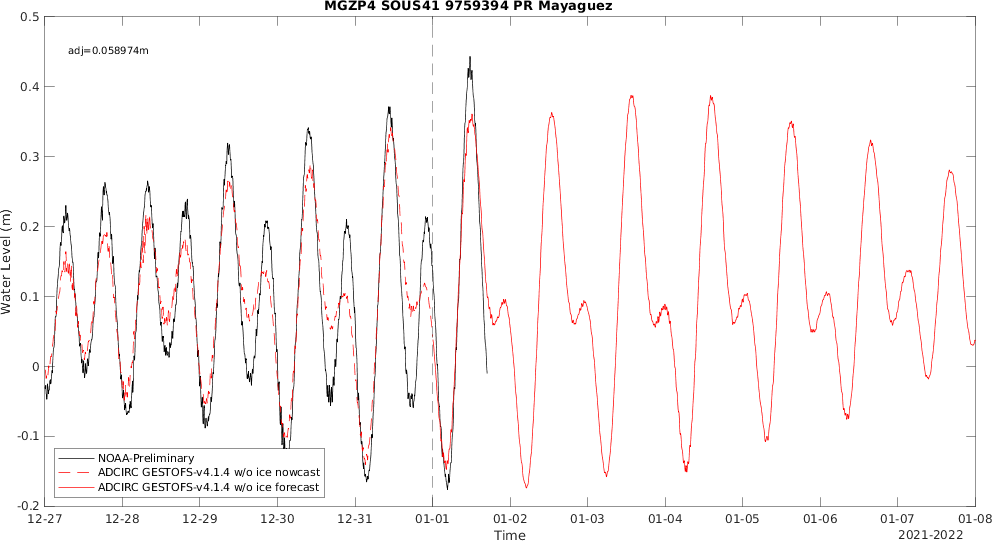 MGZP4 SOUS41 9759394 PR Mayaguez
adj=0.058974m
Water Level (m)
0.5
0.4
0.3
0.2
0.1
0
-0.1
-0.2
NOAA-Preliminary
ADCIRC GESTOFS-v4.1.4 w/o ice nowcast
ADCIRC GESTOFS-v4.1.4 w/o ice forecast
12-27 12-28 12-29 12-30 12-31 01-01 01-02 01-03 01-04 01-05 01-06 01-07 01-08
Time
2021-2022